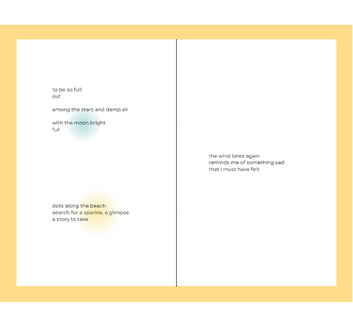 to be so full
out
among the stars and damp air
with the moon bright
full
dots along the beach
search for a sparkle, a glimpse
a story to take
the wind bites again
reminds me of something sad
that I must have felt